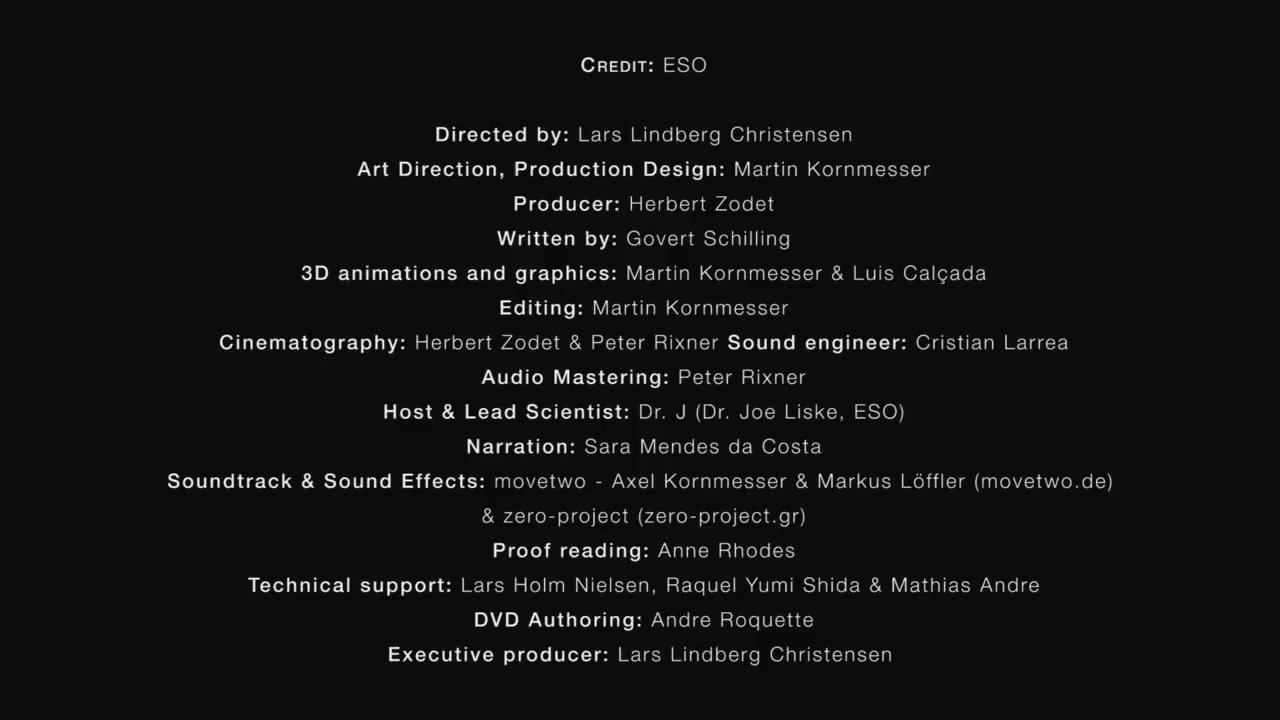 CREDIT: ESO
Directed by: Lars Lindberg Christensen
Art Direction, Production Design: Martin Kornmesser
Producer: Herbert Zodet
Written by: Govert Schilling
3D animations and graphics: Martin Kornmesser & Luis Calçada
Editing: Martin Kornmesser
Cinematography: Herbert Zodet & Peter Rixner Sound engineer: Cristian Larrea
Audio Mastering: Peter Rixner
Host & Lead Scientist: Dr. J (Dr. Joe Liske, ESO)
Narration: Sara Mendes da Costa
Soundtrack & Sound Effects: movetwo - Axel Kornmesser & Markus Löffler (movetwo.de)
& zero-project (zero-project.gr)
Proof reading: Anne Rhodes
Technical support: Lars Holm Nielsen, Raquel Yumi Shida & Mathias Andre
DVD Authoring: Andre Roquette
Executive producer: Lars Lindberg Christensen